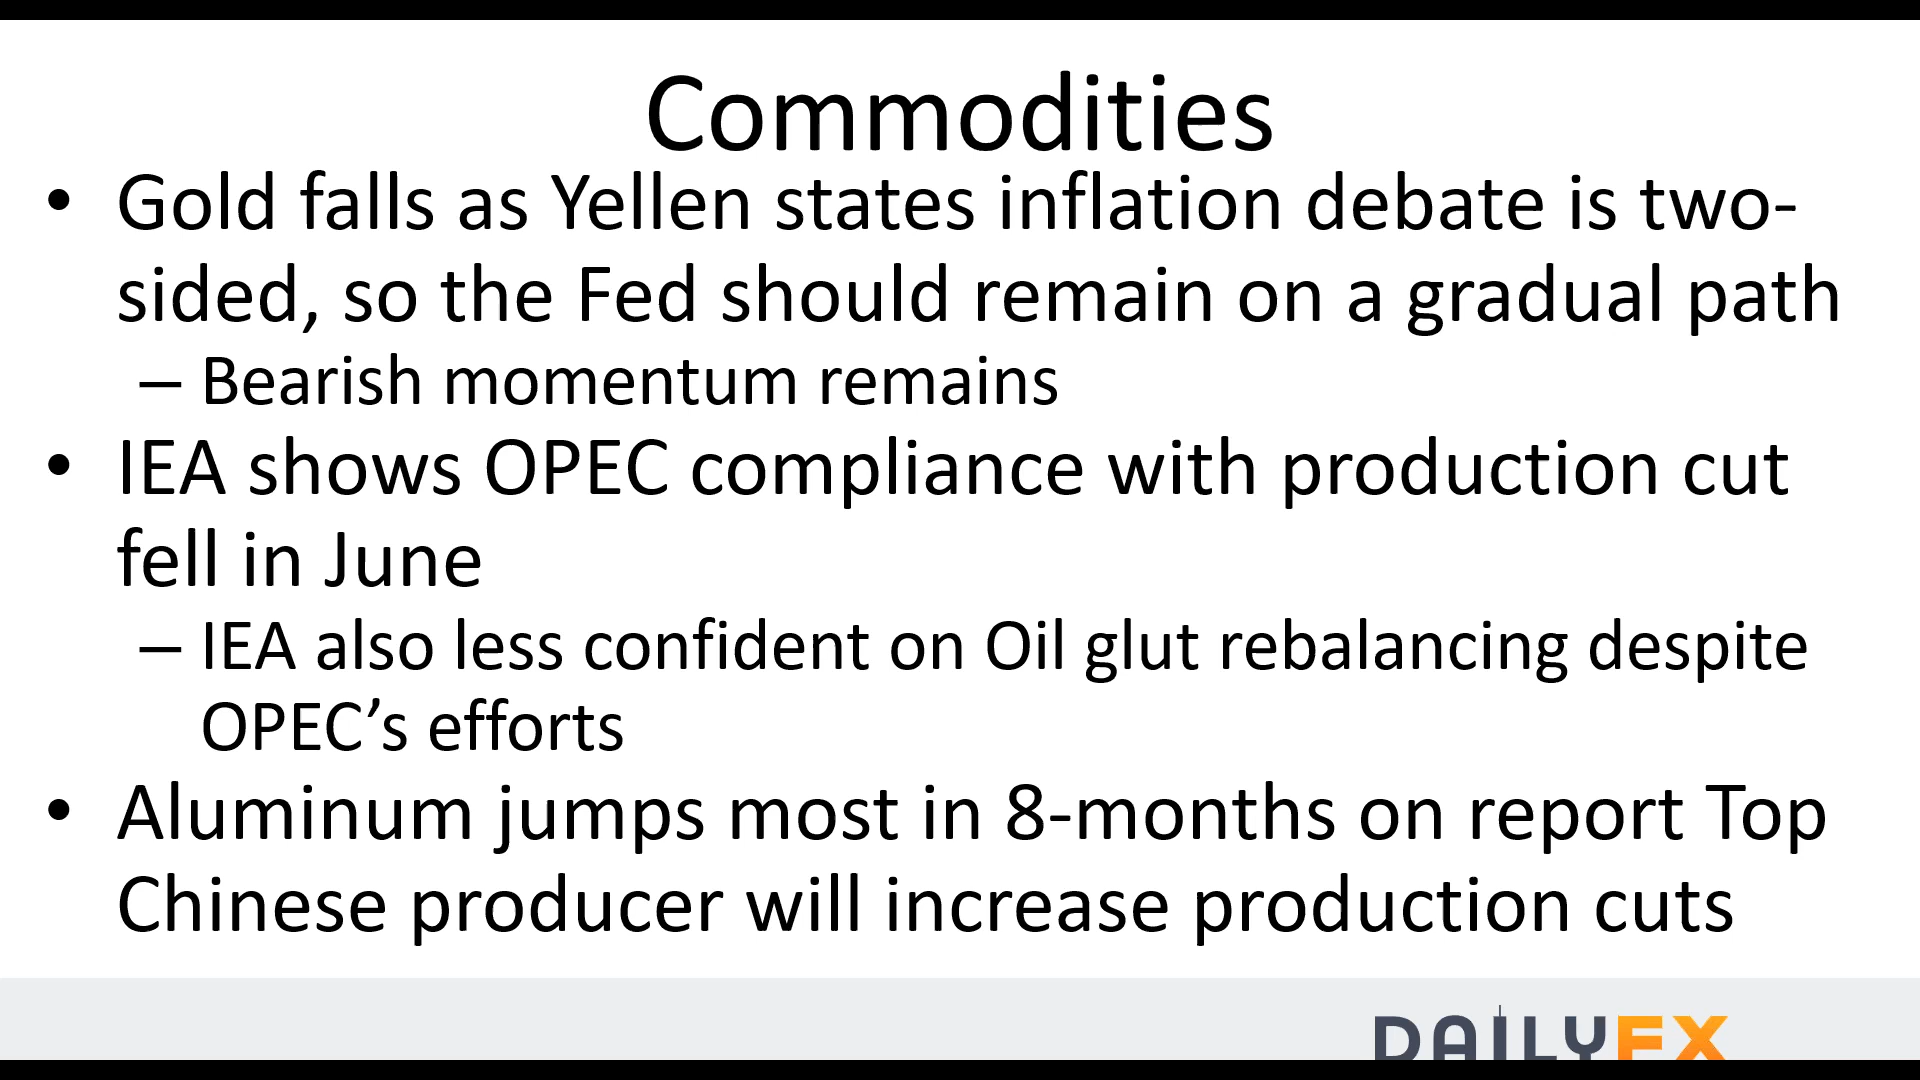 Commodities
• Gold falls as Yellen states inflation debate is two-
sided, so the Fed should remain on a gradual path
– Bearish momentum remains
• IEA shows OPEC compliance with production cut
fell in June
– IEA also less confident on Oil glut rebalancing despite
OPEC’s efforts
• Aluminum jumps most in 8-months on report Top
Chinese producer will increase production cuts
DAILYFX